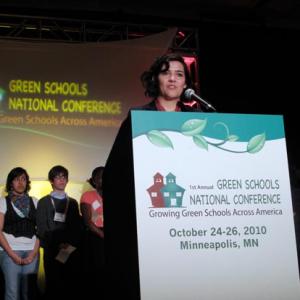 GREEN SCHOOLS
NATIONAL CONFERENCE
Green Schools Across America
1st Annual GREEN SCHOOLS
NATIONAL CONFERENCE
Growing Green Schools Across America
October 24-26, 2010
Minneapolis, MN